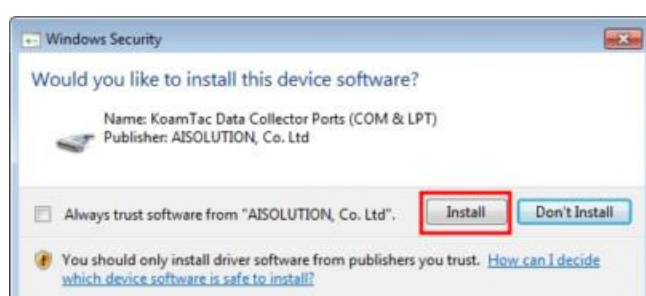 Windows Security
Would you like to install this device software?
Name: KoamTac Data Collector Ports (COM & LPT)
Publisher: AISOLUTION, Co. Ltd
Always trust software from "AISOLUTION, Co. Ltd".
Install
Don't Install
You should only install driver software from publishers you trust. How can I decide
which device software is safe to install?